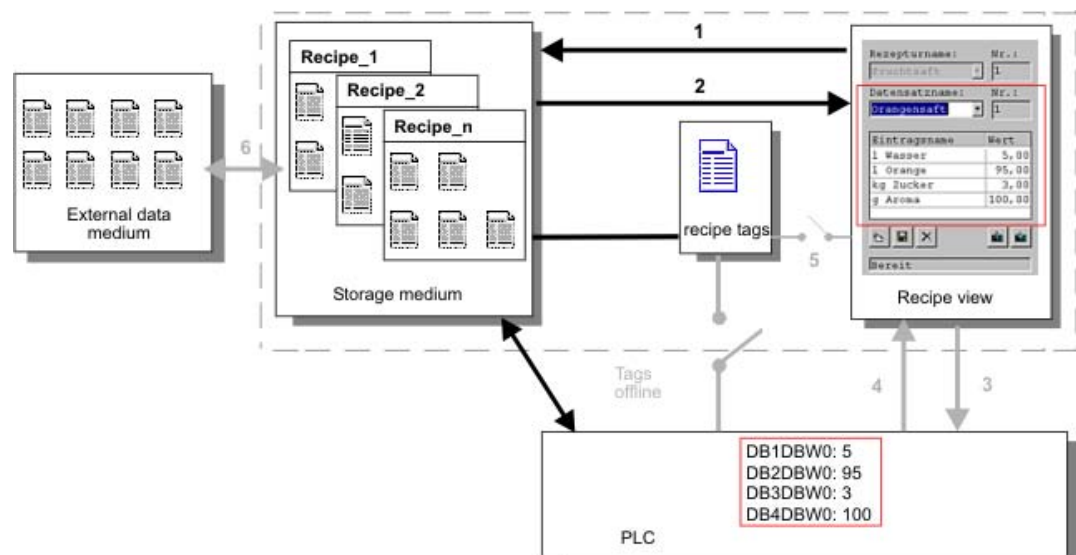 1
Recipe_1
Recipe_2
Recipe_n
2
6
External data
medium
Storage medium
recipe tags
5
Rezepturname:
Nr.:
Fruchtsaft
1
Datensatzname:
Nr.:
Orangensaft
1
Eintragsname Wert
l Wasser 5,00
l Orange 95,00
kg Zucker 3,00
g Aroma 100,00
Bereit
Recipe view
Tags
offline
4
3
DB1DBW0: 5
DB2DBW0: 95
DB3DBW0: 3
DB4DBW0: 100
PLC